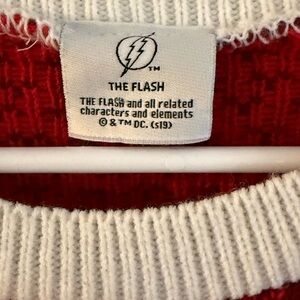 TM
THE FLASH
THE FLASH and all related
characters and elements
© & TM DC. (s19)